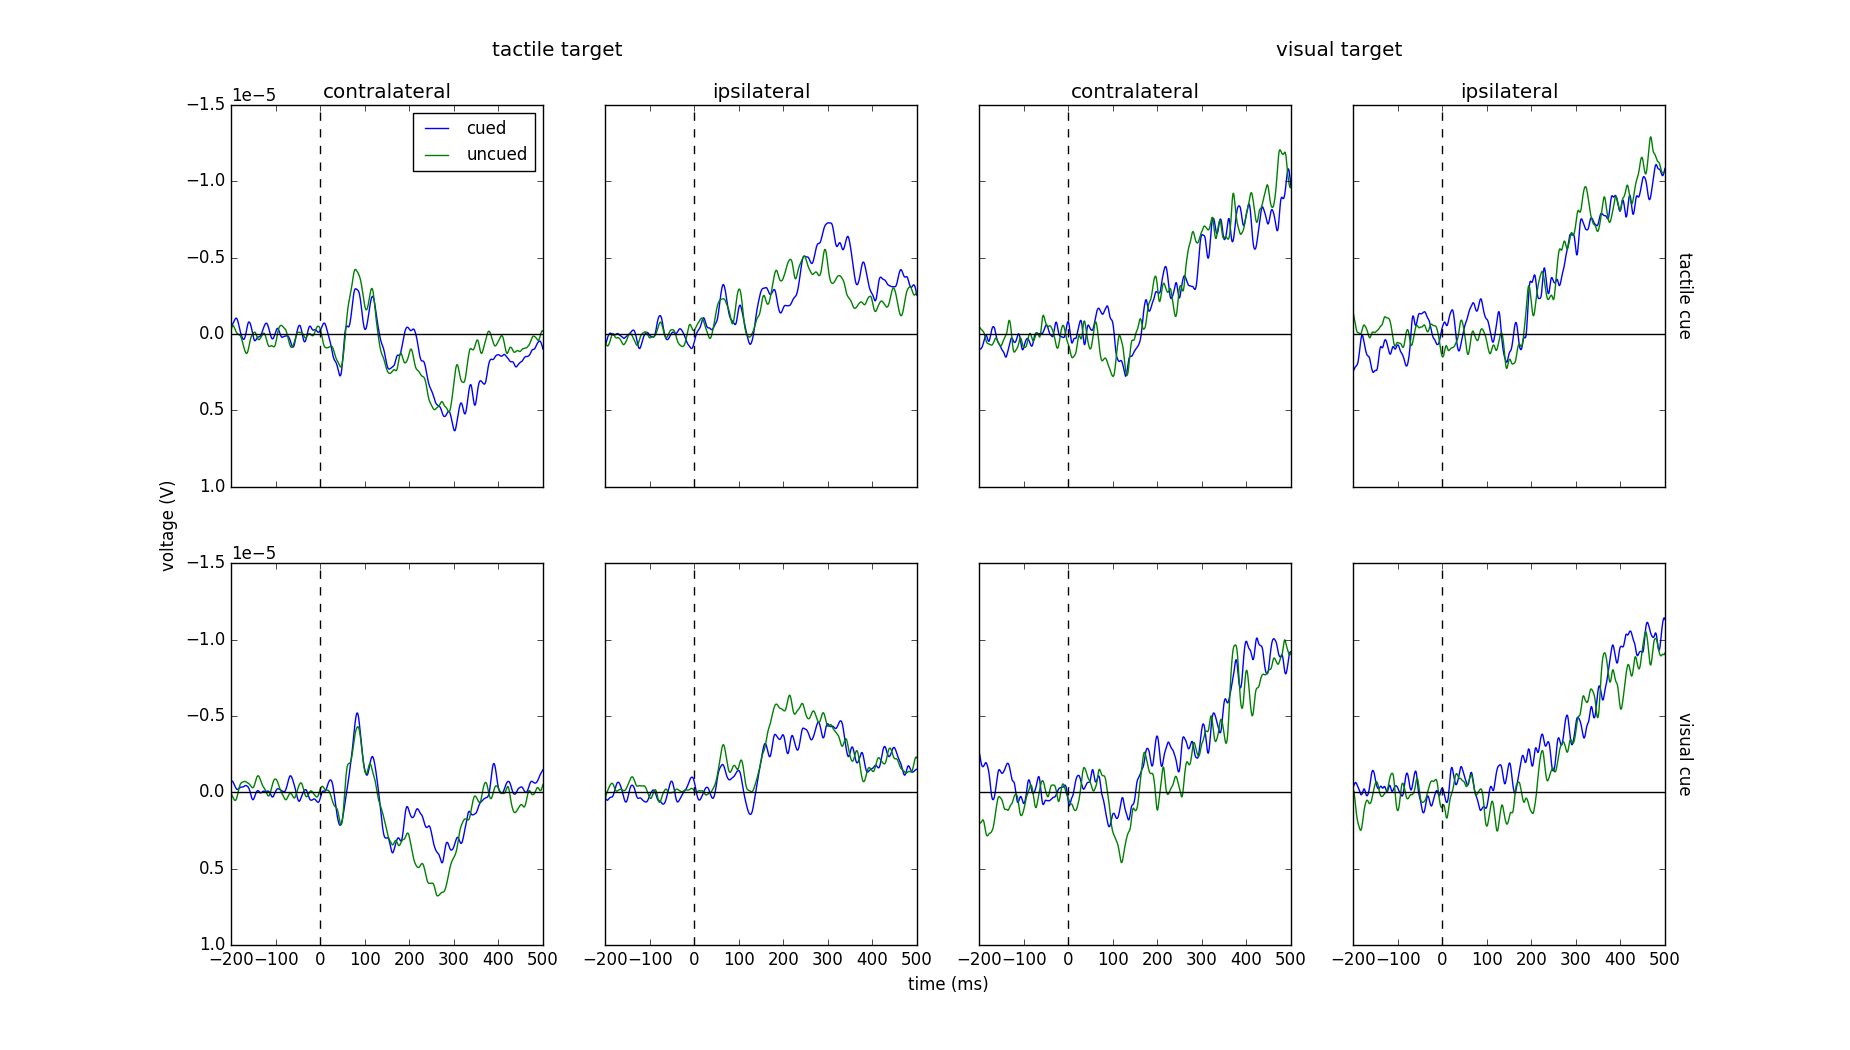 tactile target visual target
contralateral ipsilateral contralateral ipsilateral
1e−5
−1.5
−1.0
−0.5
0.0
0.5
1.0
cued
uncued
tactile cue
voltage (V)
1e−5
−1.5
−1.0
−0.5
0.0
0.5
1.0
visual cue
−200 −100 0 100 200 300 400 500 −200 −100 0 100 200 300 400 500 −200 −100 0 100 200 300 400 500 −200 −100 0 100 200 300 400 500
time (ms)